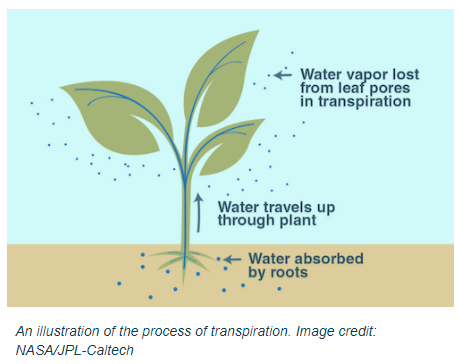 Water vapor lost
from leaf pores
in transpiration
Water travels up
through plant
Water absorbed
by roots
An illustration of the process of transpiration. Image credit:
NASA/JPL-Caltech